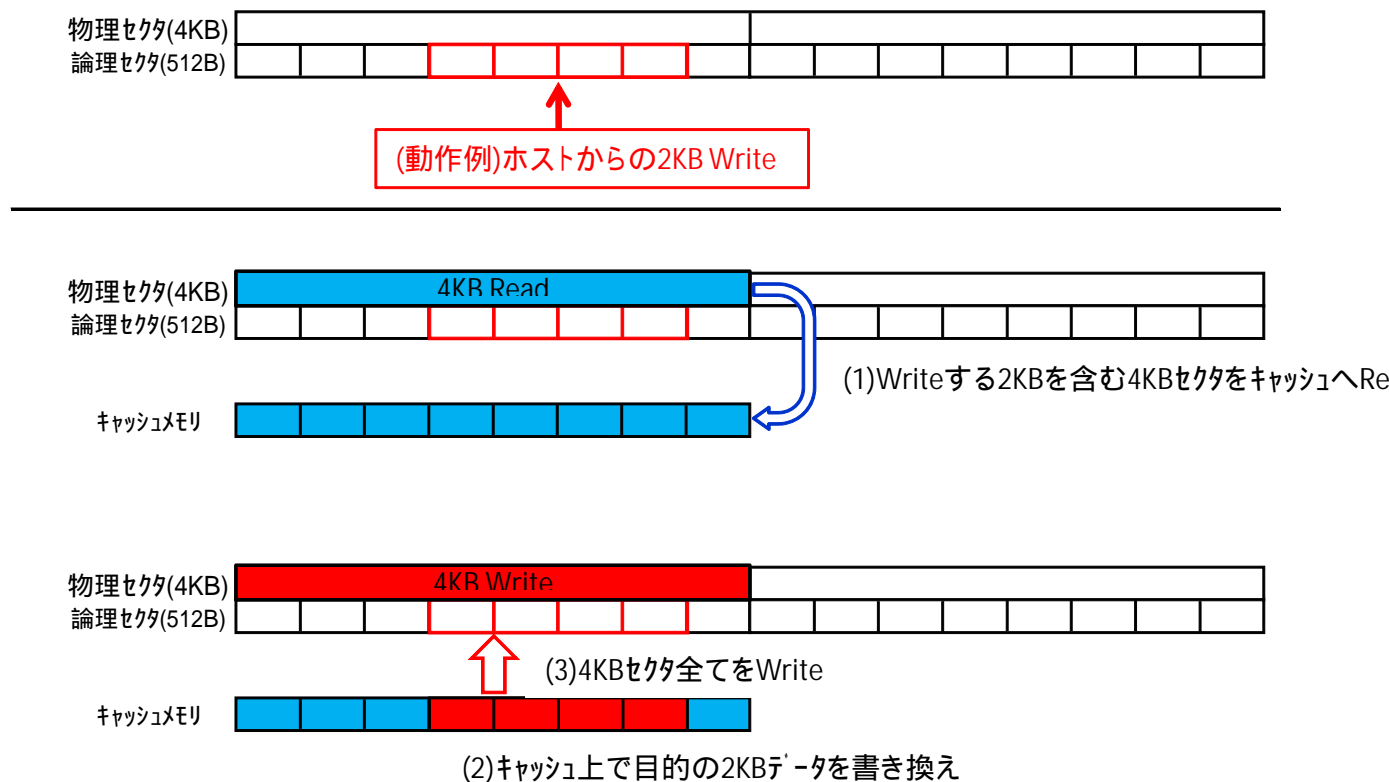 物理ｾｸﾀ(4KB)
論理ｾｸﾀ(512B)
(動作例)ホストからの2KB Write
物理ｾｸﾀ(4KB)
4KB Read
論理ｾｸﾀ(512B)
(1)Writeする2KBを含む4KBｾｸﾀをｷｬｯｼｭへRe
ｷｬｯｼｭﾒﾓﾘ
物理ｾｸﾀ(4KB)
4KB Write
論理ｾｸﾀ(512B)
(3)4KBｾｸﾀ全てをWrite
ｷｬｯｼｭﾒﾓﾘ
(2)ｷｬｯｼｭ上で目的の2KBﾃﾞｰﾀを書き換え